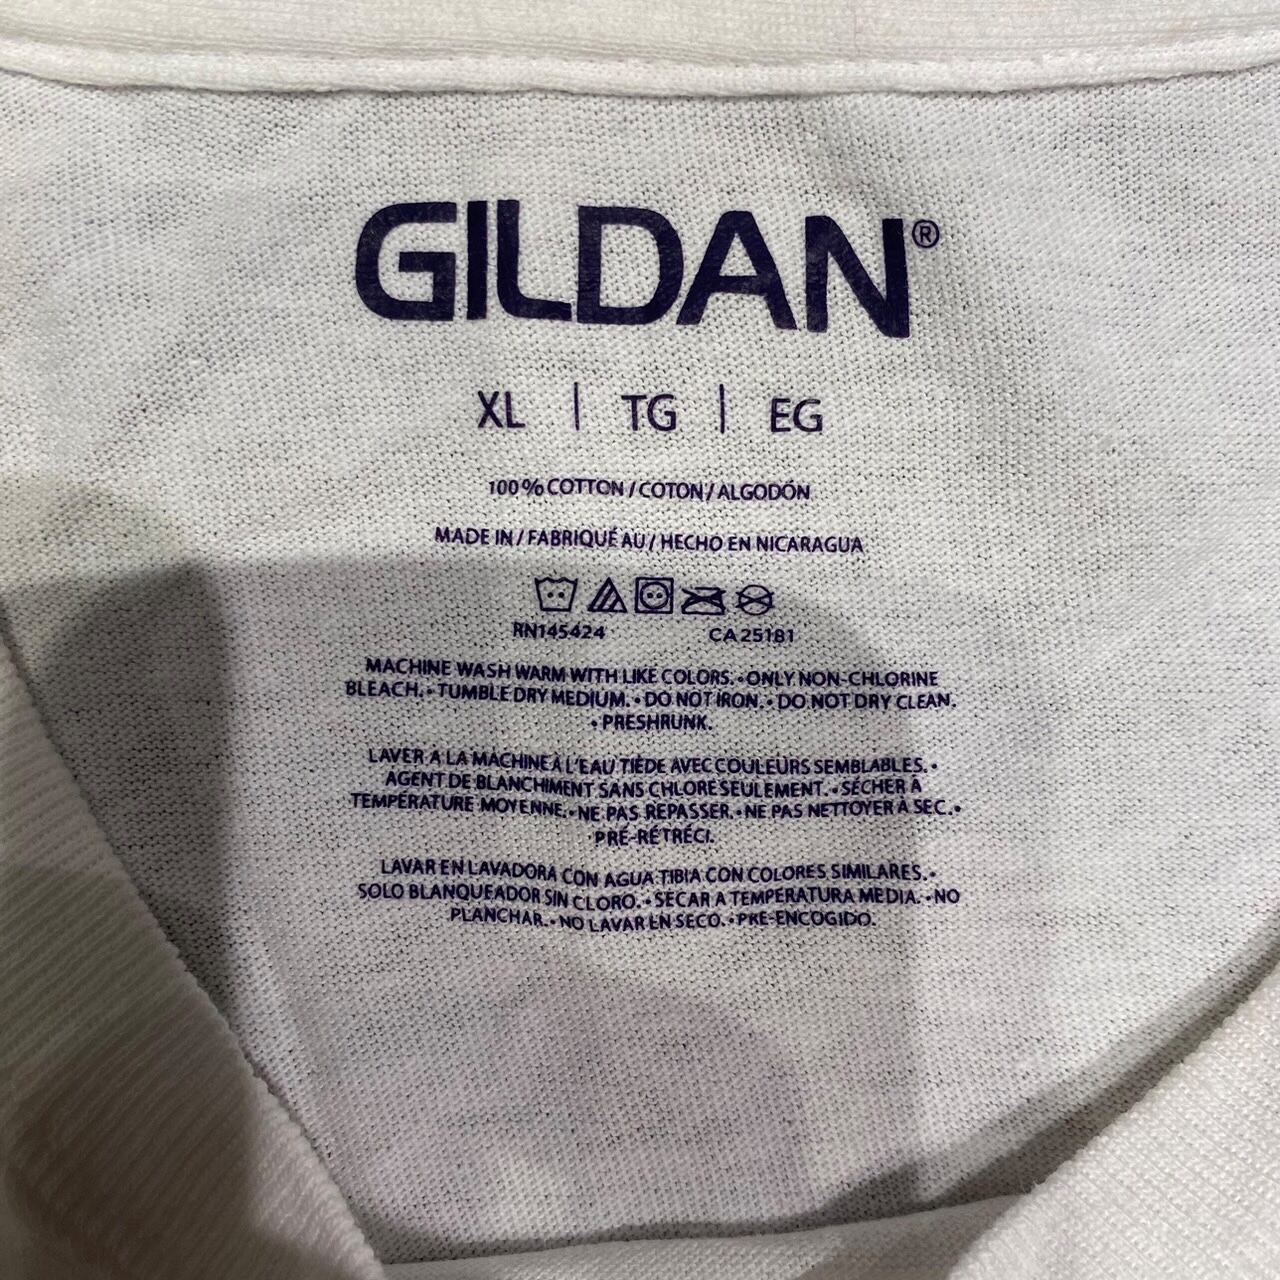 GILDAN®
XL | TG | EG
100% COTTON / COTON / ALGODÓN
MADE IN / FABRIQUÉ AU / HECHO EN NICARAGUA
RN145424 CA 25181
MACHINE WASH WARM WITH LIKE COLORS. • ONLY NON-CHLORINE
BLEACH. • TUMBLE DRY MEDIUM. • DO NOT IRON. • DO NOT DRY CLEAN.
• PRESHRUNK.
LAVER À LA MACHINE À L'EAU TIÈDE AVEC COULEURS SEMBLABLES. •
AGENT DE BLANCHIMENT SANS CHLORE SEULEMENT. • SÉCHER À
TEMPÉRATURE MOYENNE. • NE PAS REPASSER. • NE PAS NETTOYER À SEC. •
PRÉ-RÉTRÉCI.
LAVAR EN LAVADORA CON AGUA TIBIA CON COLORES SIMILARES. •
SOLO BLANQUEADOR SIN CLORO. • SECAR A TEMPERATURA MEDIA. • NO
PLANCHAR. • NO LAVAR EN SECO. • PRE-ENCOGIDO.